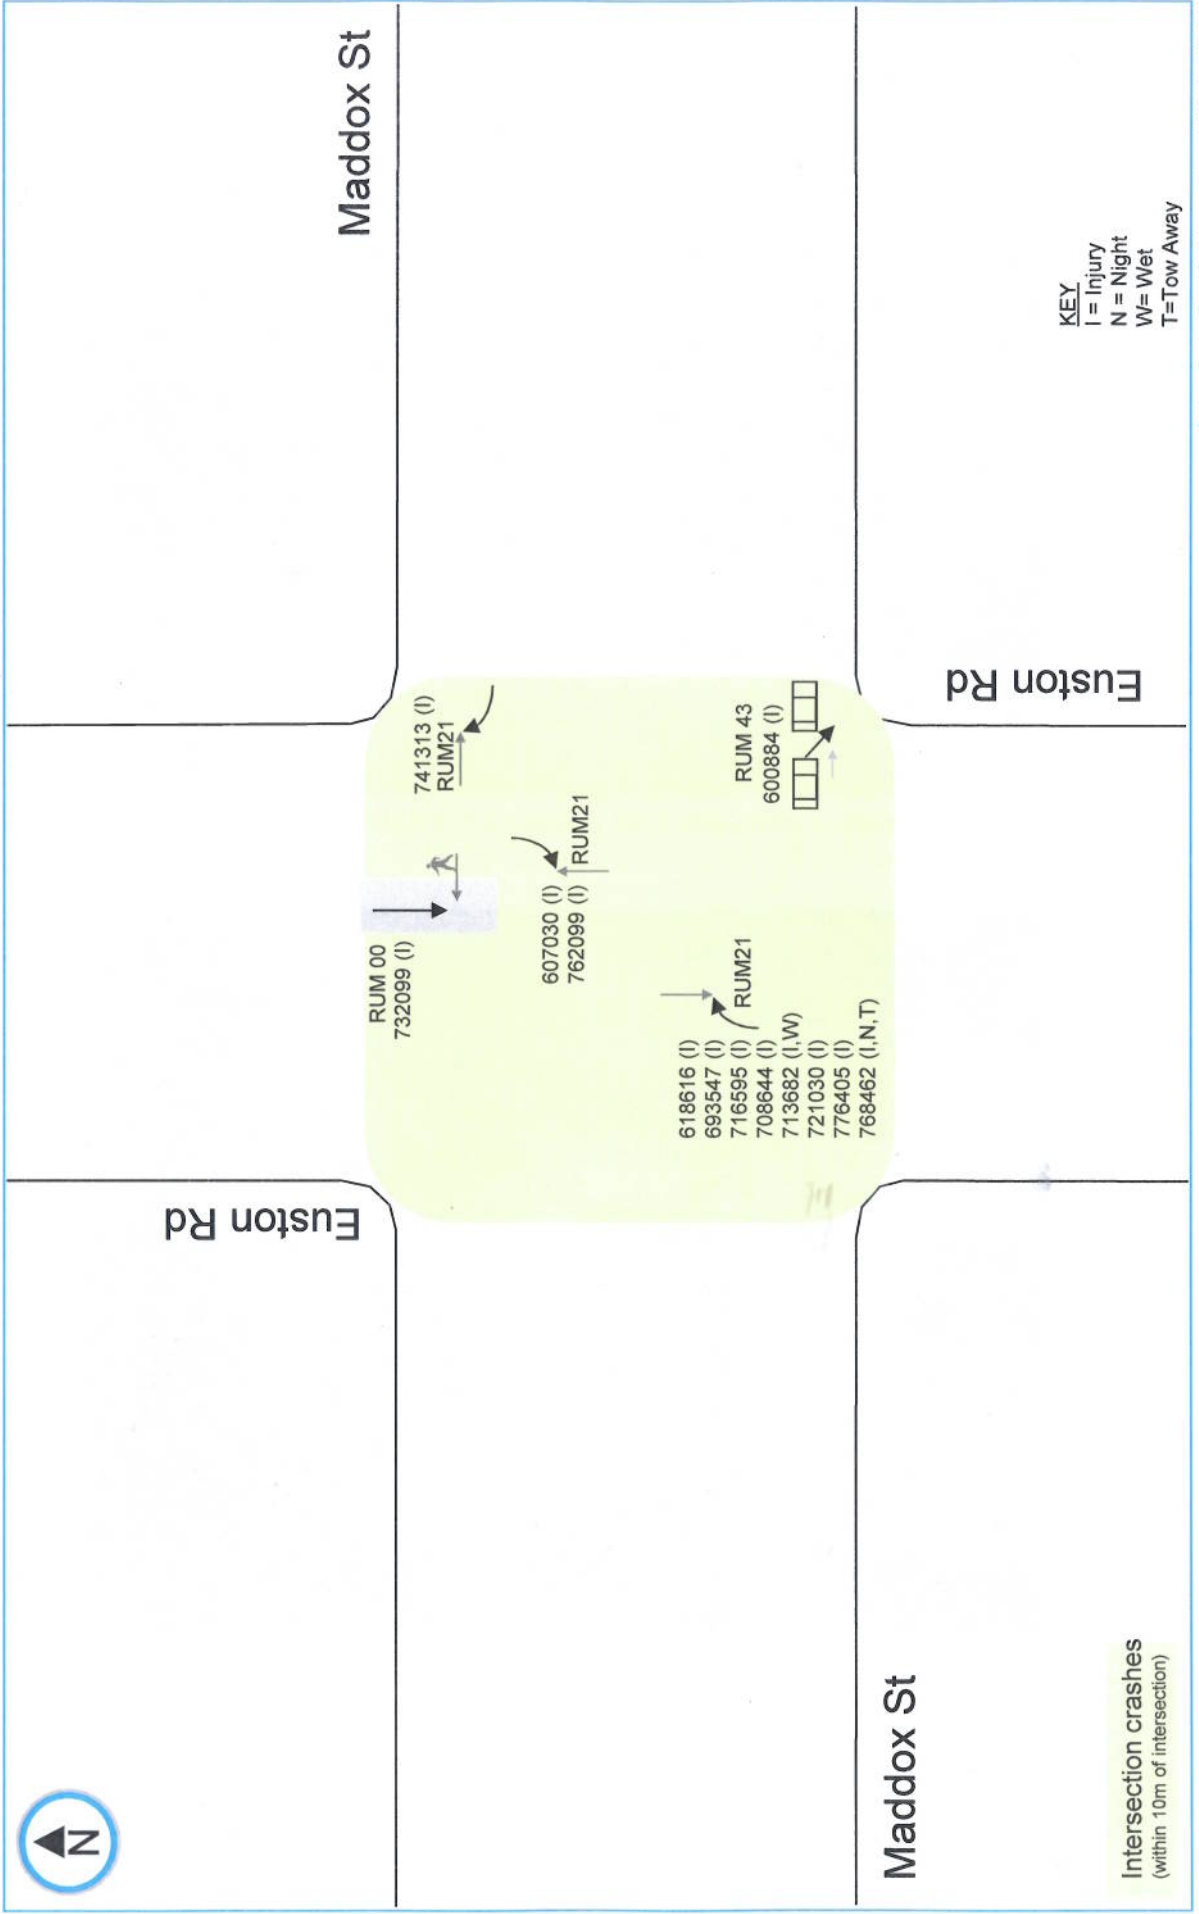 N
Maddox St
Euston Rd
RUM 00
732099 (I)
741313 (I)
RUM21
607030 (I)
762099 (I)
RUM21
618616 (I)
693547 (I)
716595 (I)
708644 (I)
713682 (I,W)
721030 (I)
776405 (I)
768462 (I,N,T)
RUM21
RUM 43
600884 (I)
Maddox St
Euston Rd
Intersection crashes
(within 10m of intersection)
KEY
I = Injury
N = Night
W= Wet
T=Tow Away